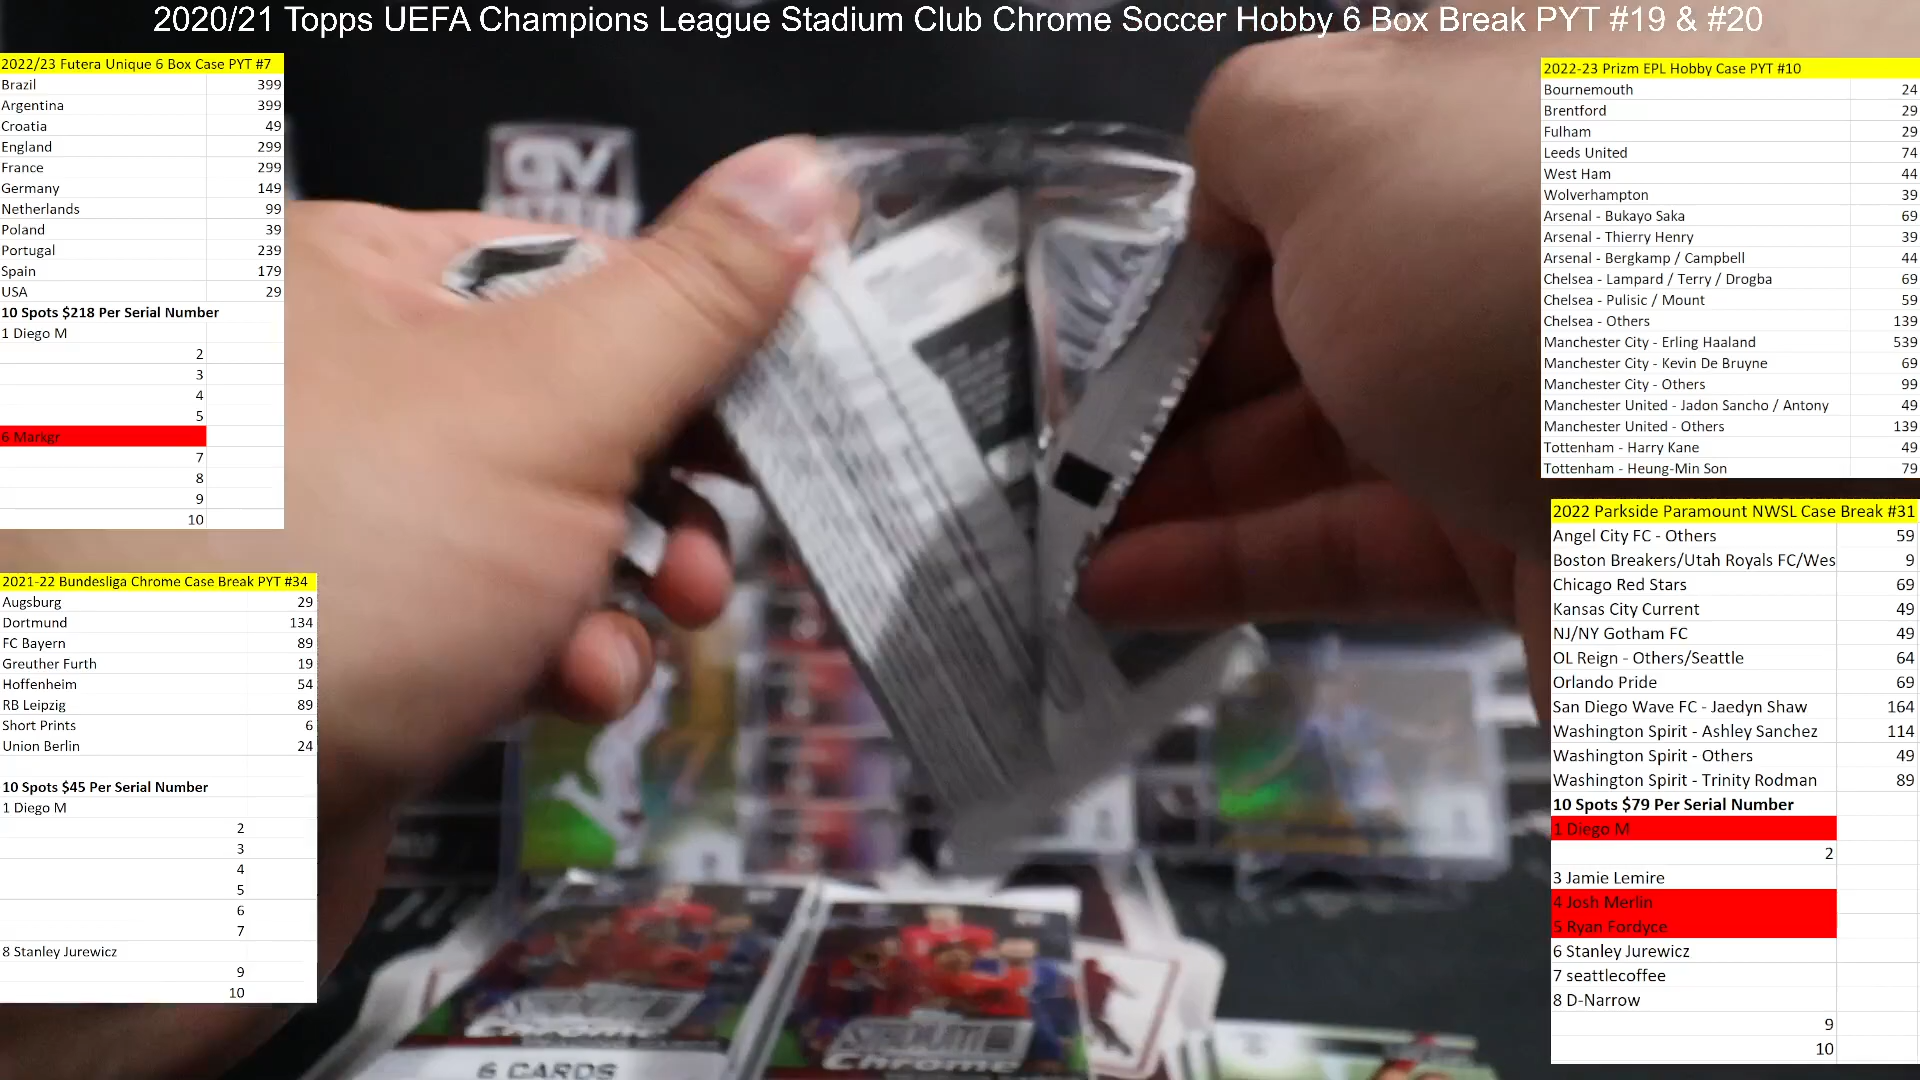 2020/21 Topps UEFA Champions League Stadium Club Chrome Soccer Hobby 6 Box Break PYT #19 & #20
2022/23 Futera Unique 6 Box Case PYT #7
Brazil 399
Argentina 399
Croatia 49
England 299
France 299
Germany 149
Netherlands 99
Poland 39
Portugal 239
Spain 179
USA 29
10 Spots $218 Per Serial Number
1 Diego M
2
3
4
5
6 Markgr
7
8
9
10
2021-22 Bundesliga Chrome Case Break PYT #34
Augsburg 29
Dortmund 134
FC Bayern 89
Greuther Furth 19
Hoffenheim 54
RB Leipzig 89
Short Prints 6
Union Berlin 24
10 Spots $45 Per Serial Number
1 Diego M
2
3
4
5
6
7
8 Stanley Jurewicz
9
10
2022-23 Prizm EPL Hobby Case PYT #10
Bournemouth 24
Brentford 29
Fulham 29
Leeds United 74
West Ham 44
Wolverhampton 39
Arsenal - Bukayo Saka 69
Arsenal - Thierry Henry 39
Arsenal - Bergkamp / Campbell 44
Chelsea - Lampard / Terry / Drogba 69
Chelsea - Pulisic / Mount 59
Chelsea - Others 139
Manchester City - Erling Haaland 539
Manchester City - Kevin De Bruyne 69
Manchester City - Others 99
Manchester United - Jadon Sancho / Antony 49
Manchester United - Others 139
Tottenham - Harry Kane 49
Tottenham - Heung-Min Son 79
2022 Parkside Paramount NWSL Case Break #31
Angel City FC - Others 59
Boston Breakers/Utah Royals FC/Wes 9
Chicago Red Stars 69
Kansas City Current 49
NJ/NY Gotham FC 49
OL Reign - Others/Seattle 64
Orlando Pride 69
San Diego Wave FC - Jaedyn Shaw 164
Washington Spirit - Ashley Sanchez 114
Washington Spirit - Others 49
Washington Spirit - Trinity Rodman 89
10 Spots $79 Per Serial Number
1 Diego M
2
3 Jamie Lemire
4 Josh Merlin
5 Ryan Fordyce
6 Stanley Jurewicz
7 seattlecoffee
8 D-Narrow
9
10
STADIUM
Chrome
6 CARDS
STADIUM
Chrome